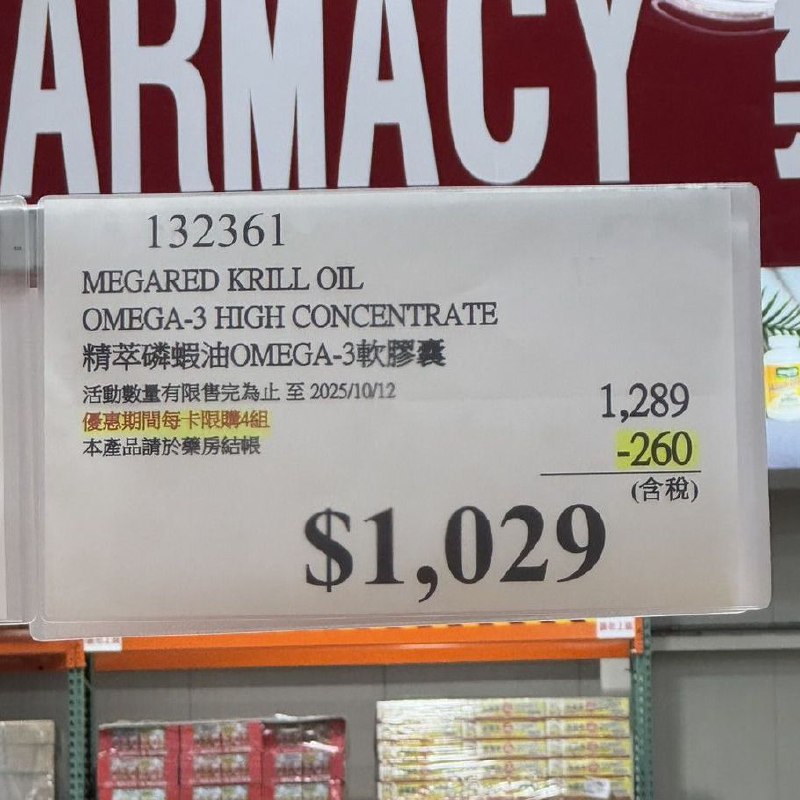 ARMACY
132361
MEGARED KRILL OIL
OMEGA-3 HIGH CONCENTRATE
精萃磷蝦油OMEGA-3軟膠囊
活動數量有限售完為止 至 2025/10/12
優惠期間每卡限購4組
本產品請於藥房結帳
1,289
-260
(含稅)
$1,029